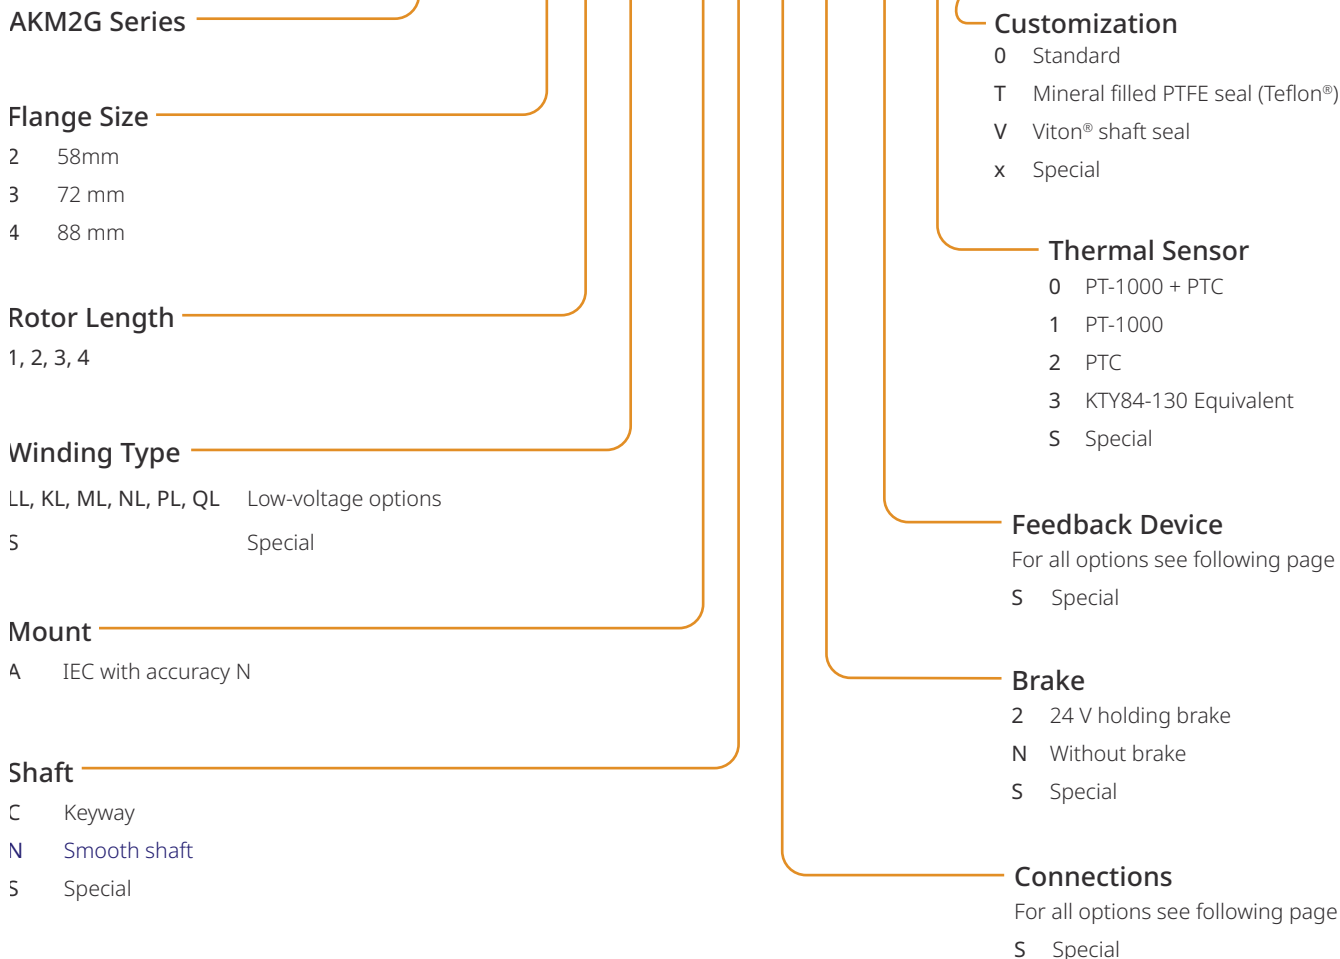 AKM2G Series
Flange Size
2 58mm
3 72 mm
4 88 mm
Rotor Length
1, 2, 3, 4
Winding Type
LL, KL, ML, NL, PL, QL Low-voltage options
S Special
Mount
A IEC with accuracy N
Shaft
C Keyway
N Smooth shaft
S Special
Customization
0 Standard
T Mineral filled PTFE seal (Teflon®)
V Viton® shaft seal
x Special
Thermal Sensor
0 PT-1000 + PTC
1 PT-1000
2 PTC
3 KTY84-130 Equivalent
S Special
Feedback Device
For all options see following page
S Special
Brake
2 24 V holding brake
N Without brake
S Special
Connections
For all options see following page
S Special